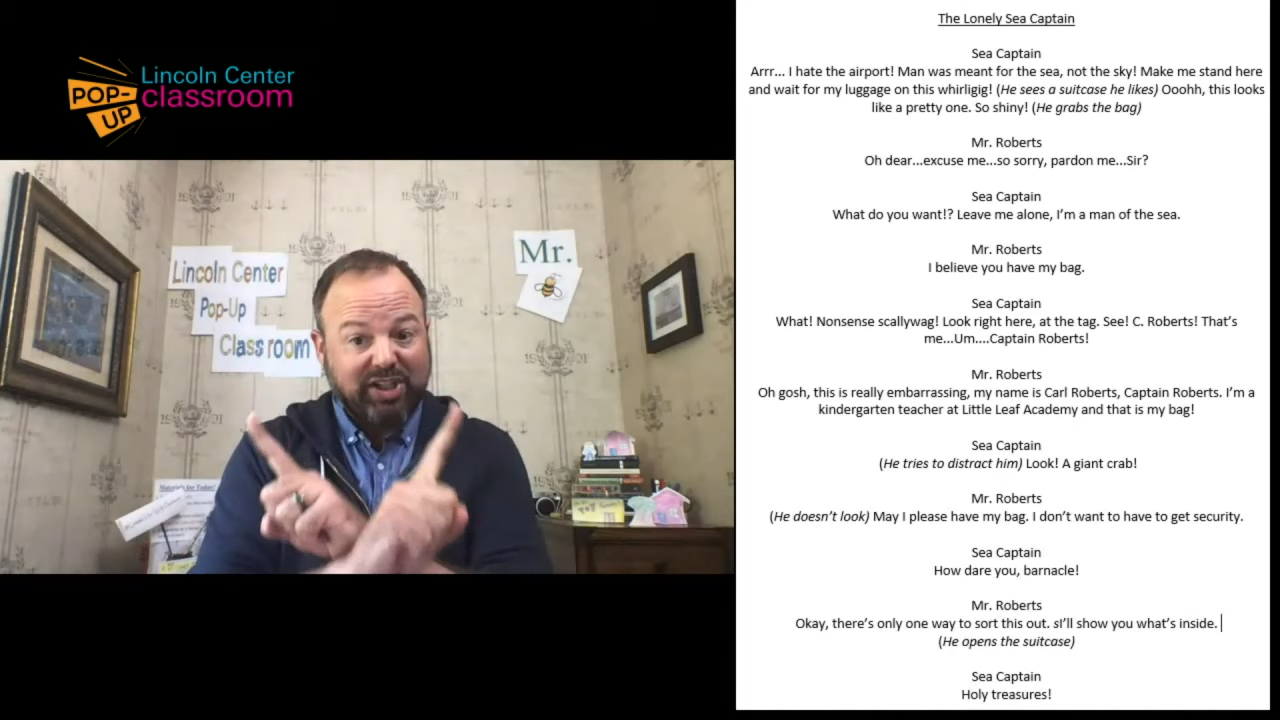 POP-
UP
Lincoln Center
classroom
Lincoln Center
Pop-Up
Classroom
Mr.
Materials for Today!
The Lonely Sea Captain
Sea Captain
Arrr... I hate the airport! Man was meant for the sea, not the sky! Make me stand here
and wait for my luggage on this whirligig! (He sees a suitcase he likes) Ooohh, this looks
like a pretty one. So shiny! (He grabs the bag)
Mr. Roberts
Oh dear...excuse me...so sorry, pardon me...Sir?
Sea Captain
What do you want!? Leave me alone, I'm a man of the sea.
Mr. Roberts
I believe you have my bag.
Sea Captain
What! Nonsense scallywag! Look right here, at the tag. See! C. Roberts! That's
me...Um....Captain Roberts!
Mr. Roberts
Oh gosh, this is really embarrassing, my name is Carl Roberts, Captain Roberts. I'm a
kindergarten teacher at Little Leaf Academy and that is my bag!
Sea Captain
(He tries to distract him) Look! A giant crab!
Mr. Roberts
(He doesn't look) May I please have my bag. I don't want to have to get security.
Sea Captain
How dare you, barnacle!
Mr. Roberts
Okay, there's only one way to sort this out. sI'll show you what's inside.
(He opens the suitcase)
Sea Captain
Holy treasures!